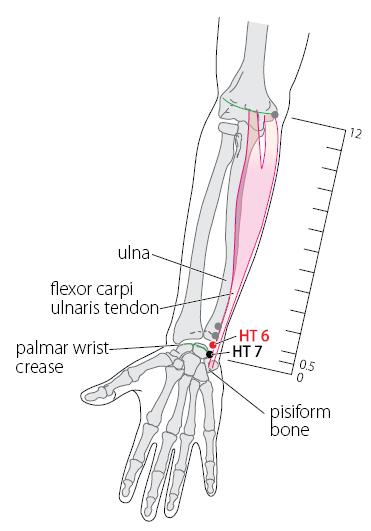 12
ulna
flexor carpi
ulnaris tendon
HT 6
palmar wrist
crease
HT 7
0.5
0
pisiform
bone